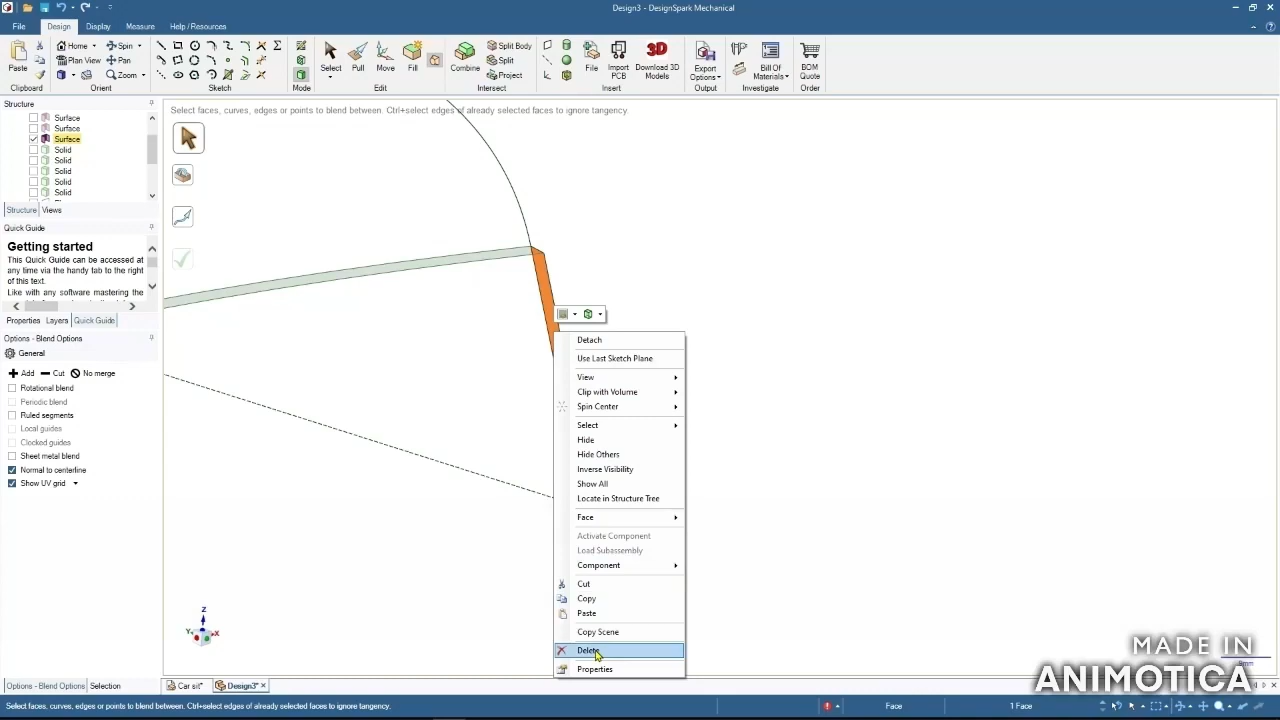 Design3 - DesignSpark Mechanical
File Design Display Measure Help / Resources
Paste
Home Spin
Plan View Pan
Zoom
Select Pull Move Fill
Combine
Split Body
Split
Project
File Import PCB Download 3D Models
3D
Export Options
Bill Of Materials
BOM Quote
Clipboard Orient Sketch Mode Edit Intersect Insert Output Investigate Order
Structure
Surface
Surface
Surface
Solid
Solid
Solid
Solid
Solid
Structure Views
Quick Guide
Getting started
This Quick Guide can be accessed at
any time via the handy tab to the right
of this text.
Like with any software mastering the
Properties Layers Quick Guide
Options - Blend Options
General
Add Cut No merge
Rotational blend
Periodic blend
Ruled segments
Local guides
Clocked guides
Sheet metal blend
Normal to centerline
Show UV grid
Select faces, curves, edges or points to blend between. Ctrl+select edges of already selected faces to ignore tangency.
Detach
Use Last Sketch Plane
View
Clip with Volume
Spin Center
Select
Hide
Hide Others
Inverse Visibility
Show All
Locate in Structure Tree
Face
Activate Component
Load Subassembly
Component
Cut
Copy
Paste
Copy Scene
Delete
Properties
Z
Y X
MADE IN
ANIMOTICA
Options - Blend Options Selection
Car sit* Design3*
Select faces, curves, edges or points to blend between. Ctrl+select edges of already selected faces to ignore tangency.
Face
1 Face